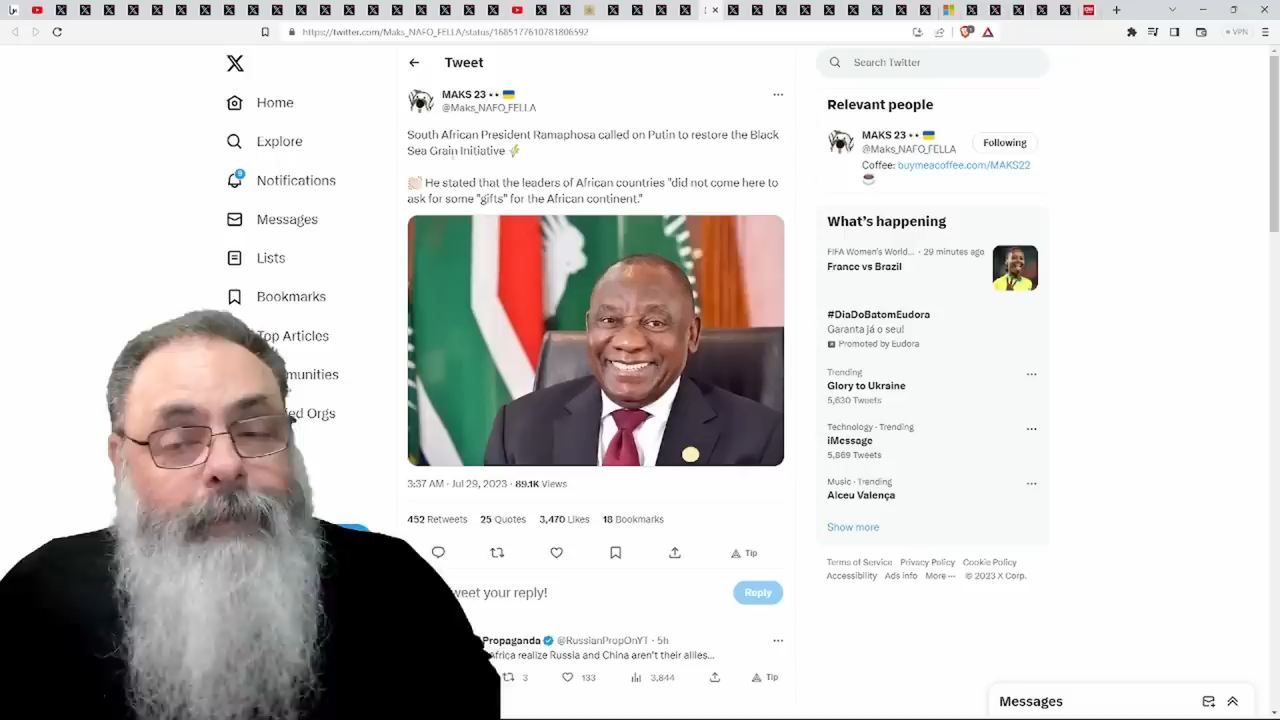 https://twitter.com/Maks_NAFO_FELLA/status/1685177610781806592
VPN
Home
Explore
9
Notifications
Messages
Lists
Bookmarks
Top Articles
Tweet
MAKS 23
@Maks_NAFO_FELLA
South African President Ramaphosa called on Putin to restore the Black
Sea Grain Initiative
He stated that the leaders of African countries "did not come here to
ask for some "gifts" for the African continent."
3:37 AM · Jul 29, 2023 · 89.1K Views
452 Retweets 25 Quotes 3,470 Likes 18 Bookmarks
Tip
your reply!
Reply
Propaganda @RussianPropOnYT · 5h
Africa realize Russia and China aren't their allies...
3 133 3,844 Tip
Search Twitter
Relevant people
MAKS 23
@Maks_NAFO_FELLA
Following
Coffee: buymeacoffee.com/MAKS22
What's happening
FIFA Women's World... · 29 minutes ago
France vs Brazil
#DiaDoBatomEudora
Garanta já o seu!
Promoted by Eudora
Trending
Glory to Ukraine
5,630 Tweets
Technology · Trending
iMessage
5,869 Tweets
Music · Trending
Alceu Valença
Show more
Terms of Service Privacy Policy Cookie Policy
Accessibility Ads info More ··· © 2023 X Corp.
Messages